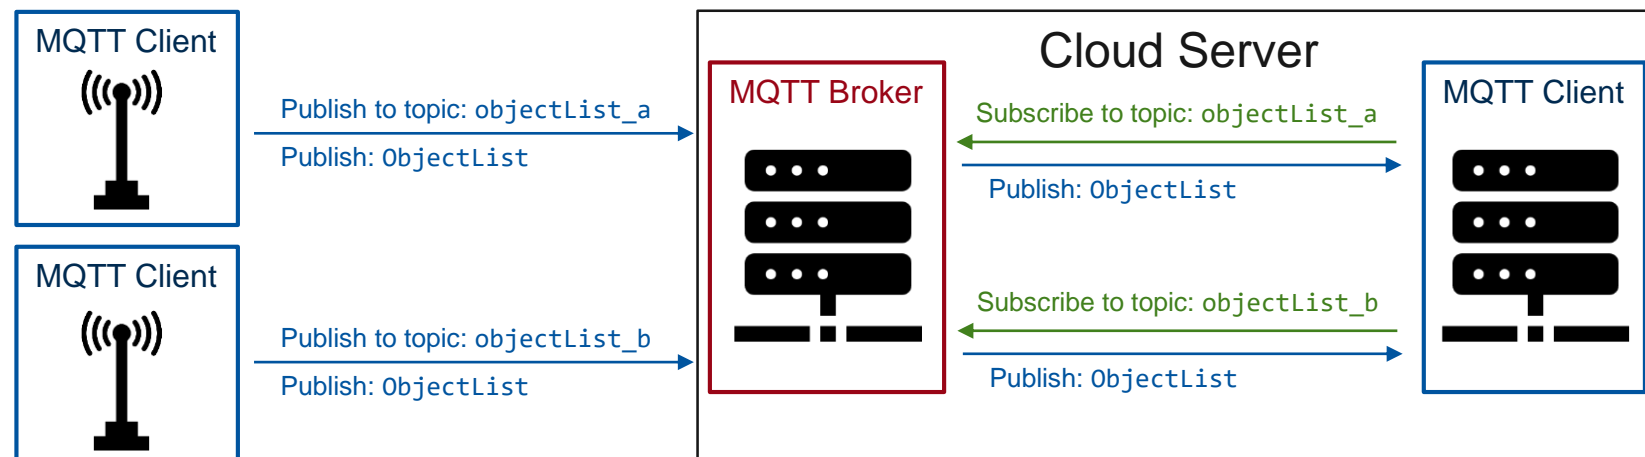 MQTT Client
Publish to topic: objectList_a
Publish: ObjectList
MQTT Client
Publish to topic: objectList_b
Publish: ObjectList
Cloud Server
MQTT Broker
Subscribe to topic: objectList_a
Publish: ObjectList
Subscribe to topic: objectList_b
Publish: ObjectList
MQTT Client